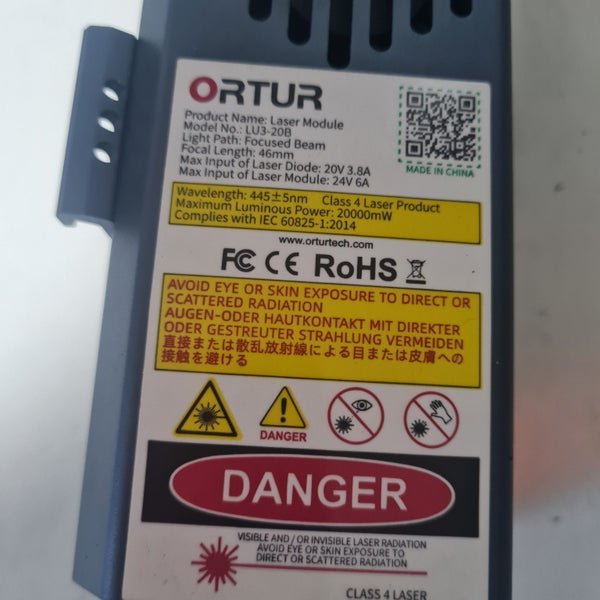 ORTUR
Product Name: Laser Module
Model No.: LU3-20B
Light Path: Focused Beam
Focal Length: 46mm
Max Input of Laser Diode: 20V 3.8A
Max Input of Laser Module: 24V 6A
MADE IN CHINA
Wavelength: 445±5nm Class 4 Laser Product
Maximum Luminous Power: 20000mW
Complies with IEC 60825-1:2014
www.orturtech.com
FC CE RoHS
AVOID EYE OR SKIN EXPOSURE TO DIRECT OR
SCATTERED RADIATION
AUGEN-ODER HAUTKONTAKT MIT DIREKTER
ODER GESTREUTER STRAHLUNG VERMEIDEN
直接または散乱放射線による目または皮膚への
接触を避ける
DANGER
DANGER
VISIBLE AND / OR INVISIBLE LASER RADIATION
AVOID EYE OR SKIN EXPOSURE TO
DIRECT OR SCATTERED RADIATION
CLASS 4 LASER